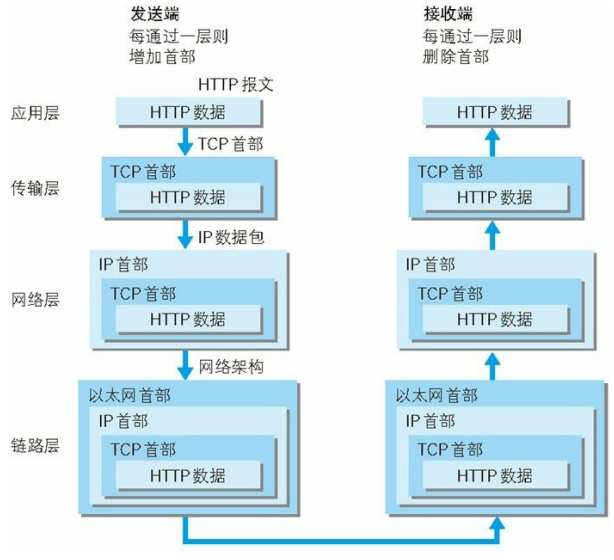 发送端
每通过一层则
增加首部
接收端
每通过一层则
删除首部
HTTP 报文
应用层
HTTP 数据
HTTP 数据
TCP 首部
传输层
TCP 首部
HTTP 数据
TCP 首部
HTTP 数据
IP 数据包
网络层
IP 首部
TCP 首部
HTTP 数据
IP 首部
TCP 首部
HTTP 数据
网络架构
链路层
以太网首部
IP 首部
TCP 首部
HTTP 数据
以太网首部
IP 首部
TCP 首部
HTTP 数据